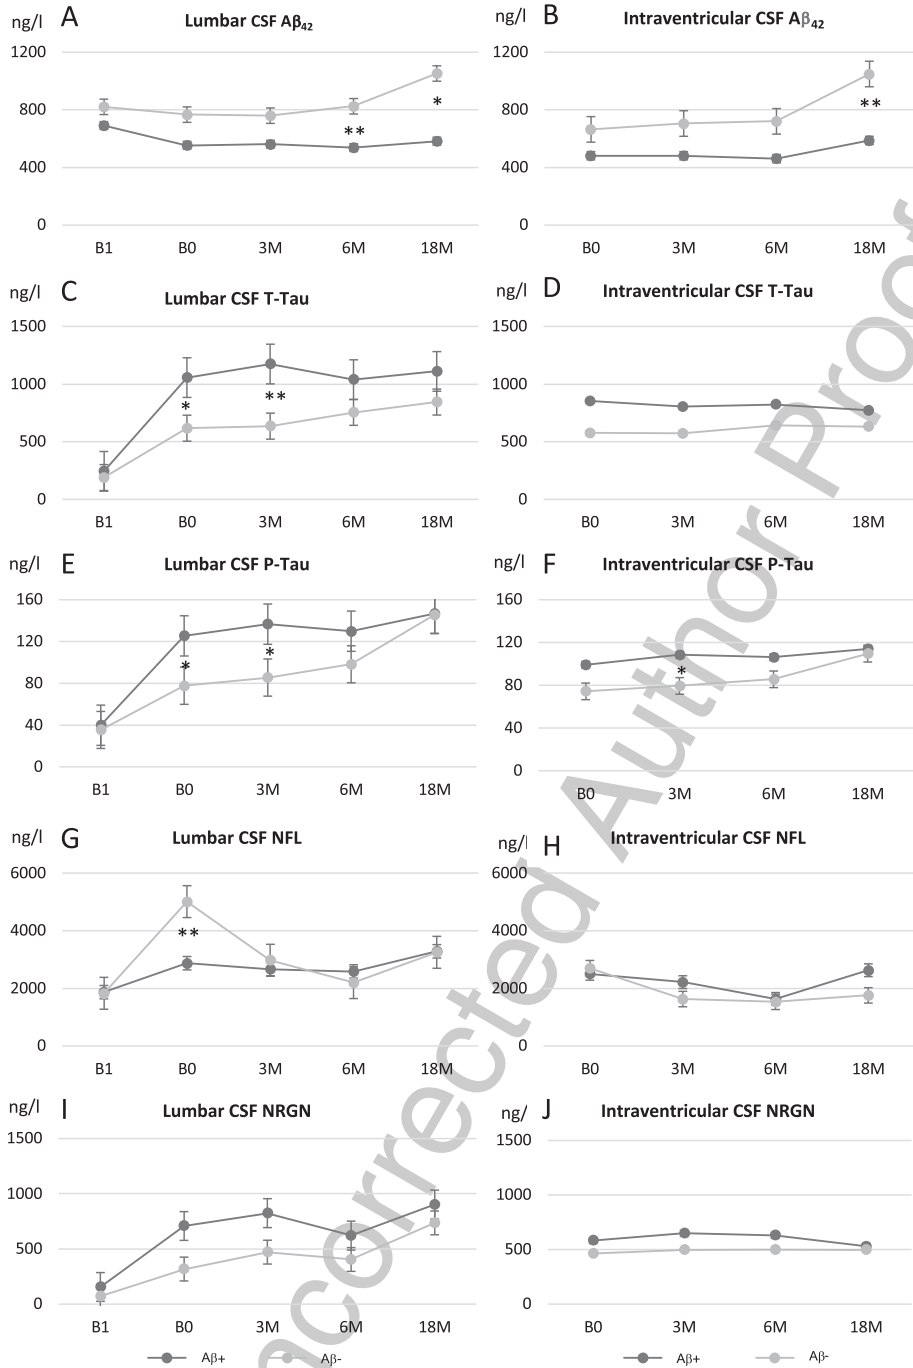 ng/l A Lumbar CSF Aβ42
1200
800
400
0
* **
B1 B0 3M 6M 18M
ng/l B Intraventricular CSF Aβ42
1200
800
400
0
**
B0 3M 6M 18M
ng/l C Lumbar CSF T-Tau
1500
1000
500
0
* **
B1 B0 3M 6M 18M
ng/l D Intraventricular CSF T-Tau
1500
1000
500
0
B0 3M 6M 18M
ng/l E Lumbar CSF P-Tau
160
120
80
40
0
* *
B1 B0 3M 6M 18M
ng/l F Intraventricular CSF P-Tau
160
120
80
40
0
*
B0 3M 6M 18M
ng/l G Lumbar CSF NFL
6000
4000
2000
0
**
B1 B0 3M 6M 18M
ng/l H Intraventricular CSF NFL
6000
4000
2000
0
B0 3M 6M 18M
ng/l I Lumbar CSF NRGN
1500
1000
500
0
B1 B0 3M 6M 18M
ng/ J Intraventricular CSF NRGN
1500
1000
500
0
B0 3M 6M 18M
Aβ+ Aβ-
Aβ+ Aβ-
ncorrected Author Proof